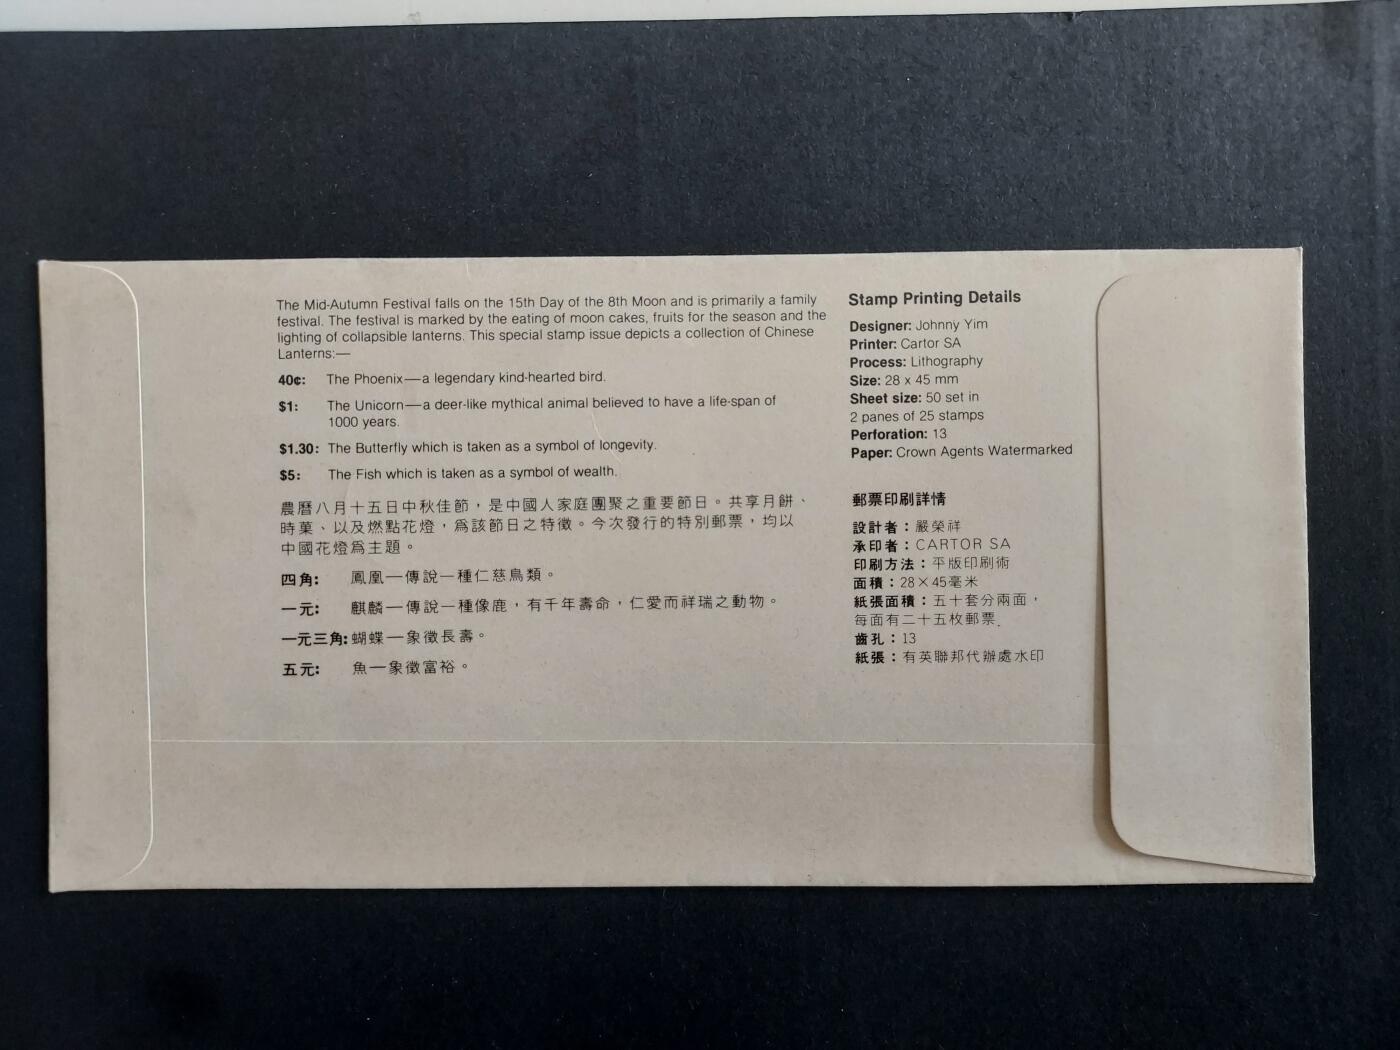 The Mid-Autumn Festival falls on the 15th Day of the 8th Moon and is primarily a family
festival. The festival is marked by the eating of moon cakes, fruits for the season and the
lighting of collapsible lanterns. This special stamp issue depicts a collection of Chinese
Lanterns:—
40¢: The Phoenix—a legendary kind-hearted bird.
$1: The Unicorn—a deer-like mythical animal believed to have a life-span of
1000 years.
$1.30: The Butterfly which is taken as a symbol of longevity.
$5: The Fish which is taken as a symbol of wealth.
農曆八月十五日中秋佳節，是中國人家庭團聚之重要節日。共享月餅、
時菓、以及燃點花燈，爲該節日之特徵。今次發行的特別郵票，均以
中國花燈爲主題。
四角: 鳳凰—傳說一種仁慈鳥類。
一元: 麒麟—傳說一種像鹿，有千年壽命，仁愛而祥瑞之動物。
一元三角: 蝴蝶—象徵長壽。
五元: 魚—象徵富裕。
Stamp Printing Details
Designer: Johnny Yim
Printer: Cartor SA
Process: Lithography
Size: 28 x 45 mm
Sheet size: 50 set in
2 panes of 25 stamps
Perforation: 13
Paper: Crown Agents Watermarked
郵票印刷詳情
設計者：嚴榮祥
承印者：CARTOR SA
印刷方法：平版印刷術
面積：28×45毫米
紙張面積：五十套分兩面，
每面有二十五枚郵票.
齒孔：13
紙張：有英聯邦代辦處水印